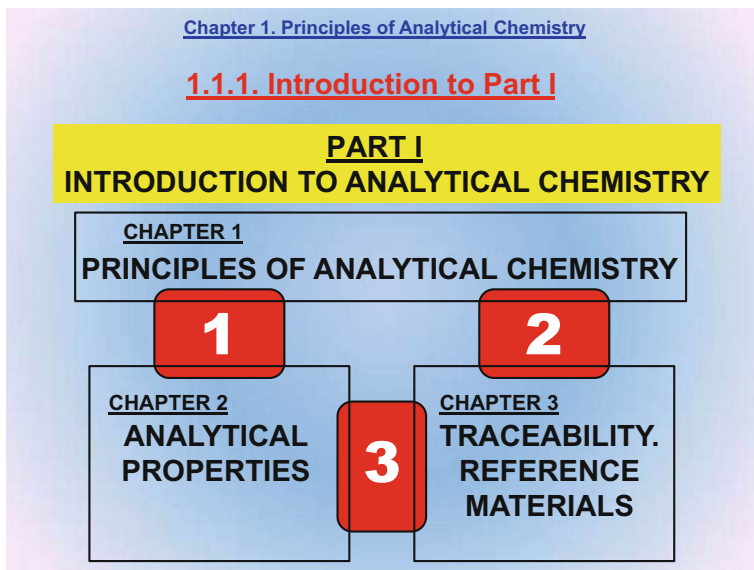 Chapter 1. Principles of Analytical Chemistry
1.1.1. Introduction to Part I
PART I
INTRODUCTION TO ANALYTICAL CHEMISTRY
CHAPTER 1
PRINCIPLES OF ANALYTICAL CHEMISTRY
1
2
CHAPTER 2
ANALYTICAL
PROPERTIES
3
CHAPTER 3
TRACEABILITY.
REFERENCE
MATERIALS